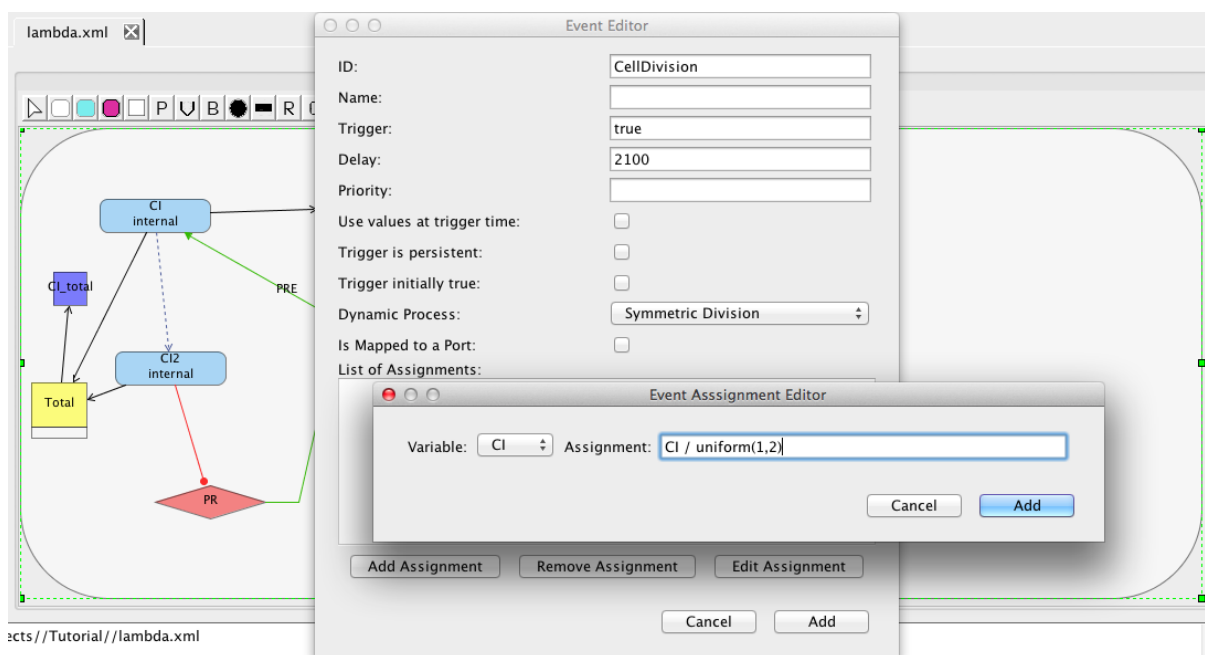 lambda.xml
Event Editor
ID:
CellDivision
Name:
Trigger:
true
P V B R
Delay:
2100
Priority:
CI
internal
Use values at trigger time:
Trigger is persistent:
CI_total
PRE
Trigger initially true:
Dynamic Process:
Symmetric Division
Is Mapped to a Port:
CI2
internal
List of Assignments:
Total
Event Asssignment Editor
Variable: CI Assignment: CI / uniform(1,2)
PR
Cancel Add
Add Assignment Remove Assignment Edit Assignment
Cancel Add
ects//Tutorial//lambda.xml